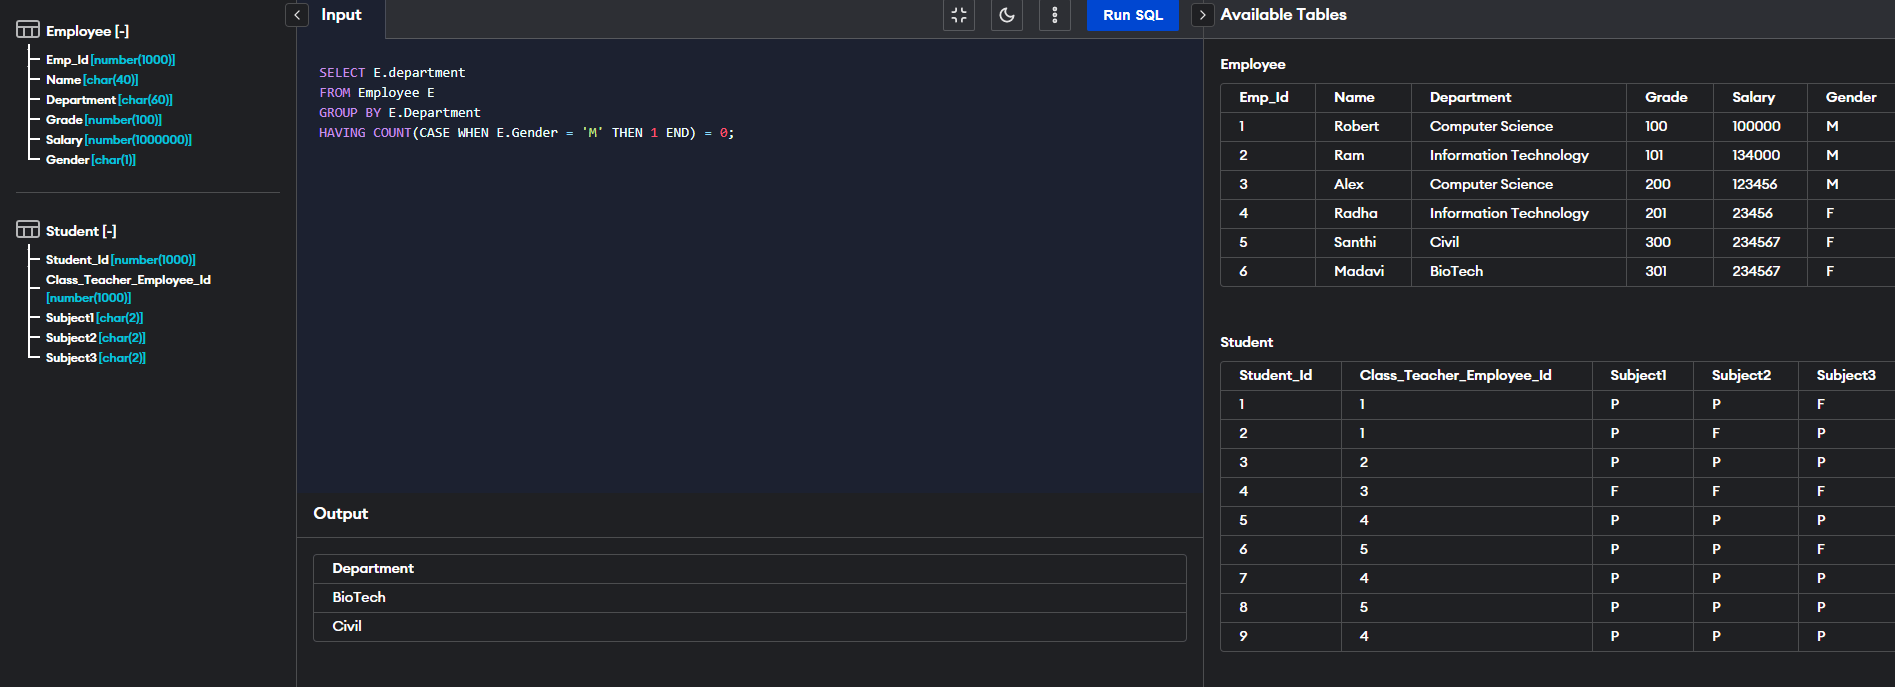 Employee [-]
Emp_Id [number(1000)]
Name [char(40)]
Department [char(60)]
Grade [number(100)]
Salary [number(1000000)]
Gender [char(1)]
Student [-]
Student_Id [number(1000)]
Class_Teacher_Employee_Id
[number(1000)]
Subject1 [char(2)]
Subject2 [char(2)]
Subject3 [char(2)]
Input
Run SQL
SELECT E.department
FROM Employee E
GROUP BY E.Department
HAVING COUNT(CASE WHEN E.Gender = 'M' THEN 1 END) = 0;
Output
Department
BioTech
Civil
Available Tables
Employee
Emp_Id Name Department Grade Salary Gender
1 Robert Computer Science 100 100000 M
2 Ram Information Technology 101 134000 M
3 Alex Computer Science 200 123456 M
4 Radha Information Technology 201 23456 F
5 Santhi Civil 300 234567 F
6 Madavi BioTech 301 234567 F
Student
Student_Id Class_Teacher_Employee_Id Subject1 Subject2 Subject3
1 1 P P F
2 1 P F P
3 2 P P P
4 3 F F F
5 4 P P P
6 5 P P F
7 4 P P P
8 5 P P P
9 4 P P P